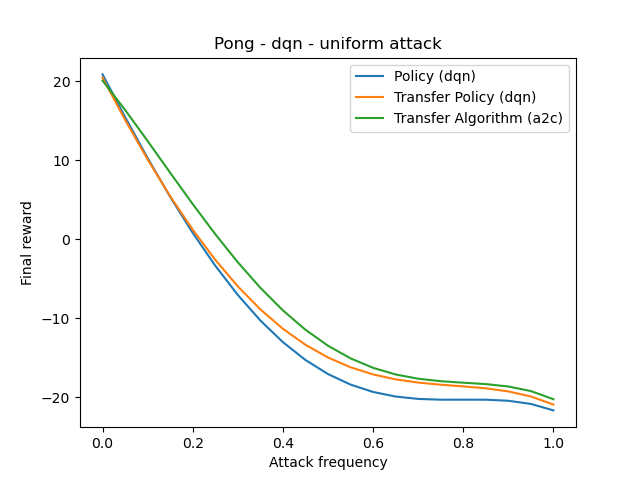 Pong - dqn - uniform attack
Policy (dqn)
Transfer Policy (dqn)
Transfer Algorithm (a2c)
Final reward
20
10
0
−10
−20
0.0 0.2 0.4 0.6 0.8 1.0
Attack frequency